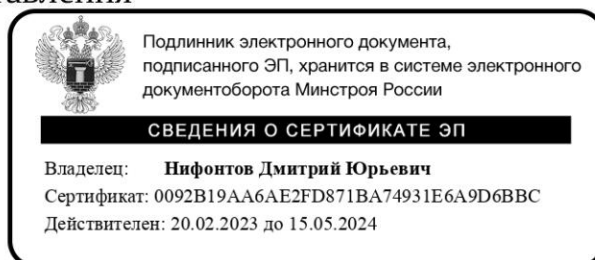 Подлинник электронного документа,
подписанного ЭП, хранится в системе электронного
документооборота Минстроя России
СВЕДЕНИЯ О СЕРТИФИКАТЕ ЭП
Владелец: Нифонтов Дмитрий Юрьевич
Сертификат: 0092B19AA6AE2FD871BA74931E6A9D6BBC
Действителен: 20.02.2023 до 15.05.2024